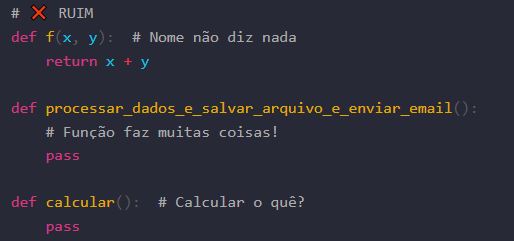 # ❌ RUIM
def f(x, y):  # Nome não diz nada
    return x + y

def processar_dados_e_salvar_arquivo_e_enviar_email():
    # Função faz muitas coisas!
    pass

def calcular():  # Calcular o quê?
    pass